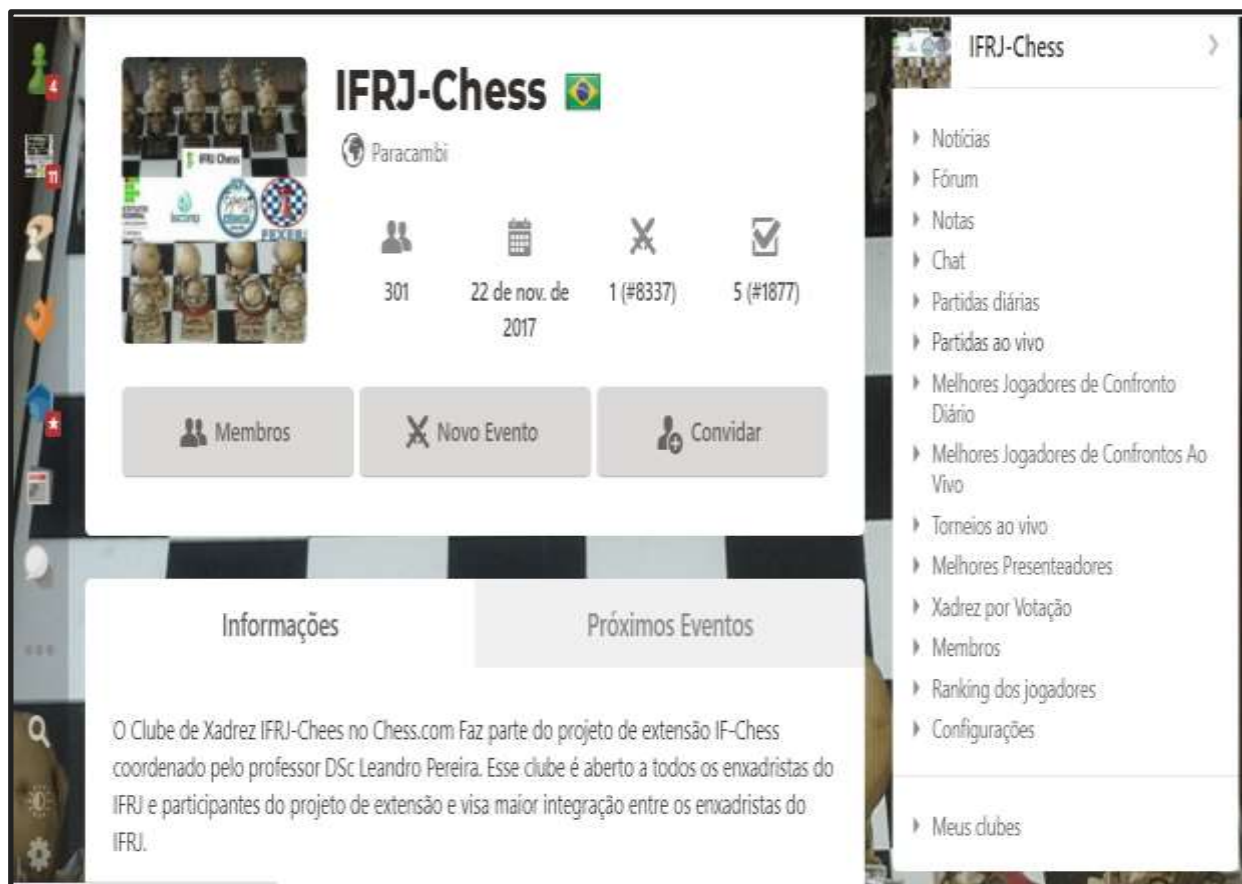 4
11
IFRJ-Chess
Paracambi
IFRJ Chess
FEXERJ
301
22 de nov. de
2017
1 (#8337)
5 (#1877)
Membros
Novo Evento
Convidar
Informações
Próximos Eventos
O Clube de Xadrez IFRJ-Chees no Chess.com Faz parte do projeto de extensão IF-Chess
coordenado pelo professor DSc Leandro Pereira. Esse clube é aberto a todos os enxadristas do
IFRJ e participantes do projeto de extensão e visa maior integração entre os enxadristas do
IFRJ.
IFRJ-Chess
Notícias
Fórum
Notas
Chat
Partidas diárias
Partidas ao vivo
Melhores Jogadores de Confronto
Diário
Melhores Jogadores de Confrontos Ao
Vivo
Torneios ao vivo
Melhores Presenteadores
Xadrez por Votação
Membros
Ranking dos jogadores
Configurações
Meus clubes